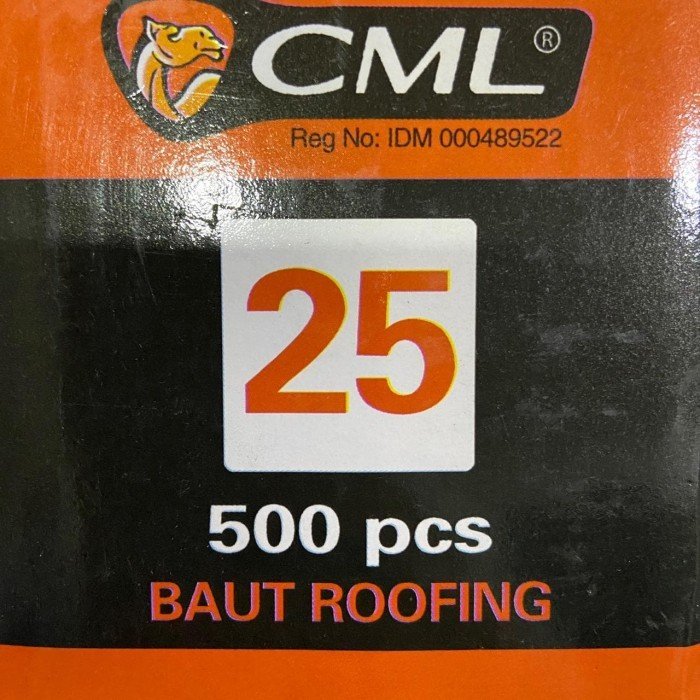 CML®
Reg No: IDM 000489522
25
500 pcs
BAUT ROOFING